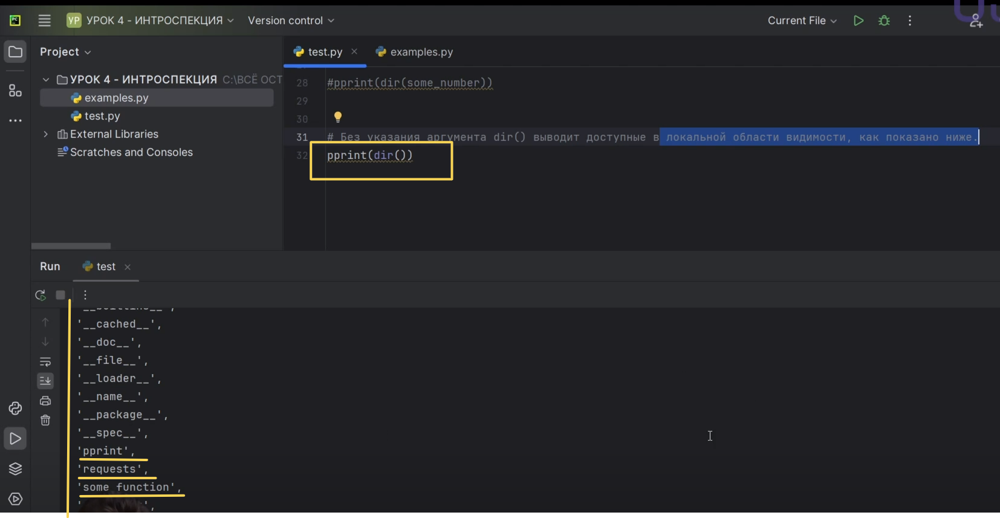 PC
УР УРОК 4 - ИНТРОСПЕКЦИЯ Version control Current File
Project
test.py examples.py
УРОК 4 - ИНТРОСПЕКЦИЯ C:\ВСЁ ОСТ
examples.py
test.py
External Libraries
Scratches and Consoles
28 #pprint(dir(some_number))
29
30
31 # Без указания аргумента dir() выводит доступные в локальной области видимости, как показано ниже.
32 pprint(dir())
Run test
'__cached__',
'__doc__',
'__file__',
'__loader__',
'__name__',
'__package__',
'__spec__',
'pprint',
'requests',
'some_function',